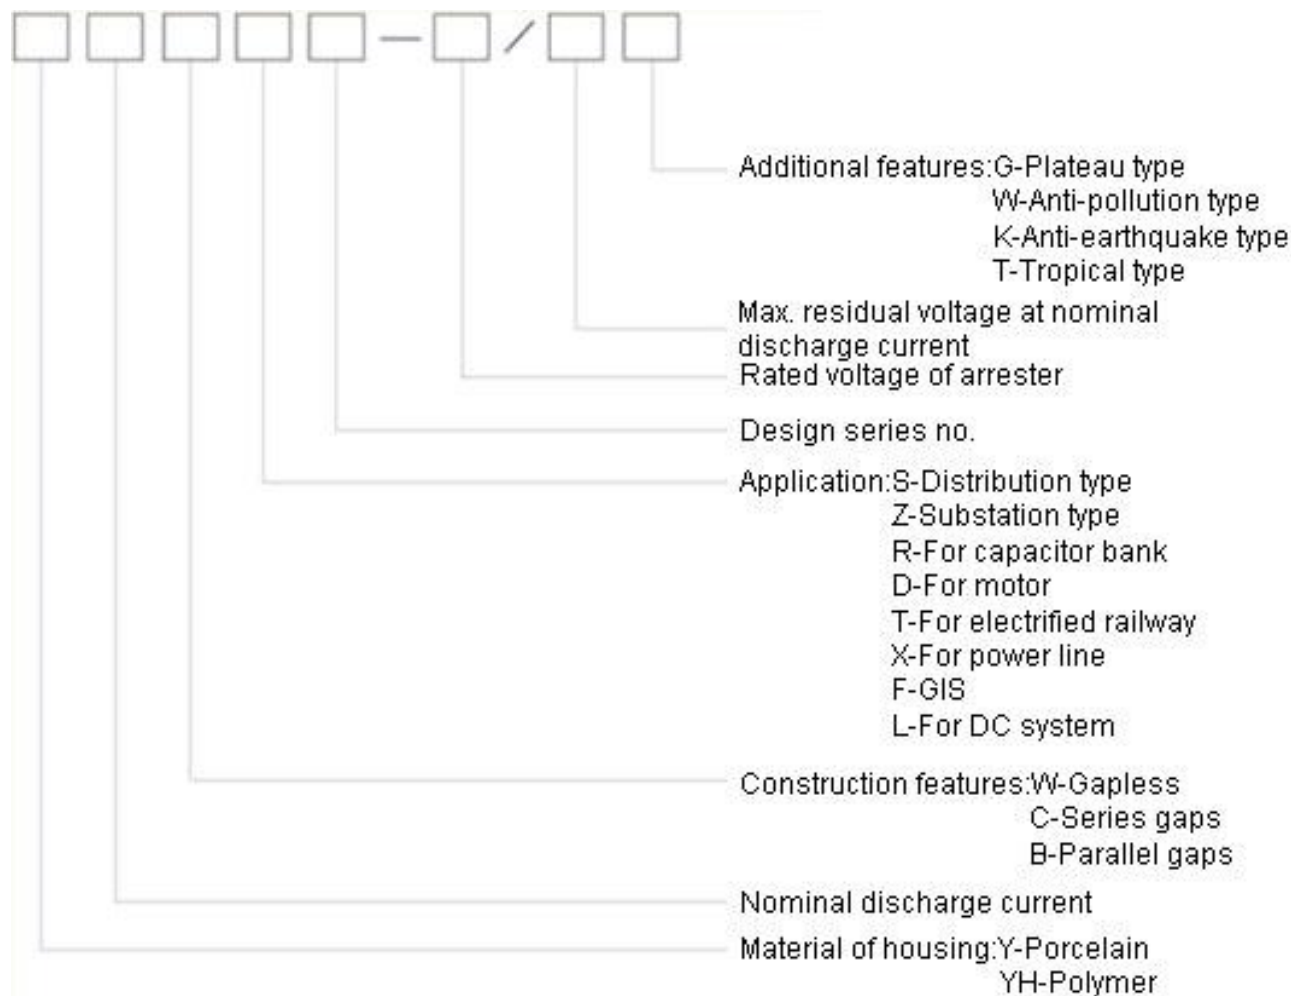 — /
Additional features:G-Plateau type
W-Anti-pollution type
K-Anti-earthquake type
T-Tropical type
Max. residual voltage at nominal
discharge current
Rated voltage of arrester
Design series no.
Application:S-Distribution type
Z-Substation type
R-For capacitor bank
D-For motor
T-For electrified railway
X-For power line
F-GIS
L-For DC system
Construction features:W-Gapless
C-Series gaps
B-Parallel gaps
Nominal discharge current
Material of housing:Y-Porcelain
YH-Polymer